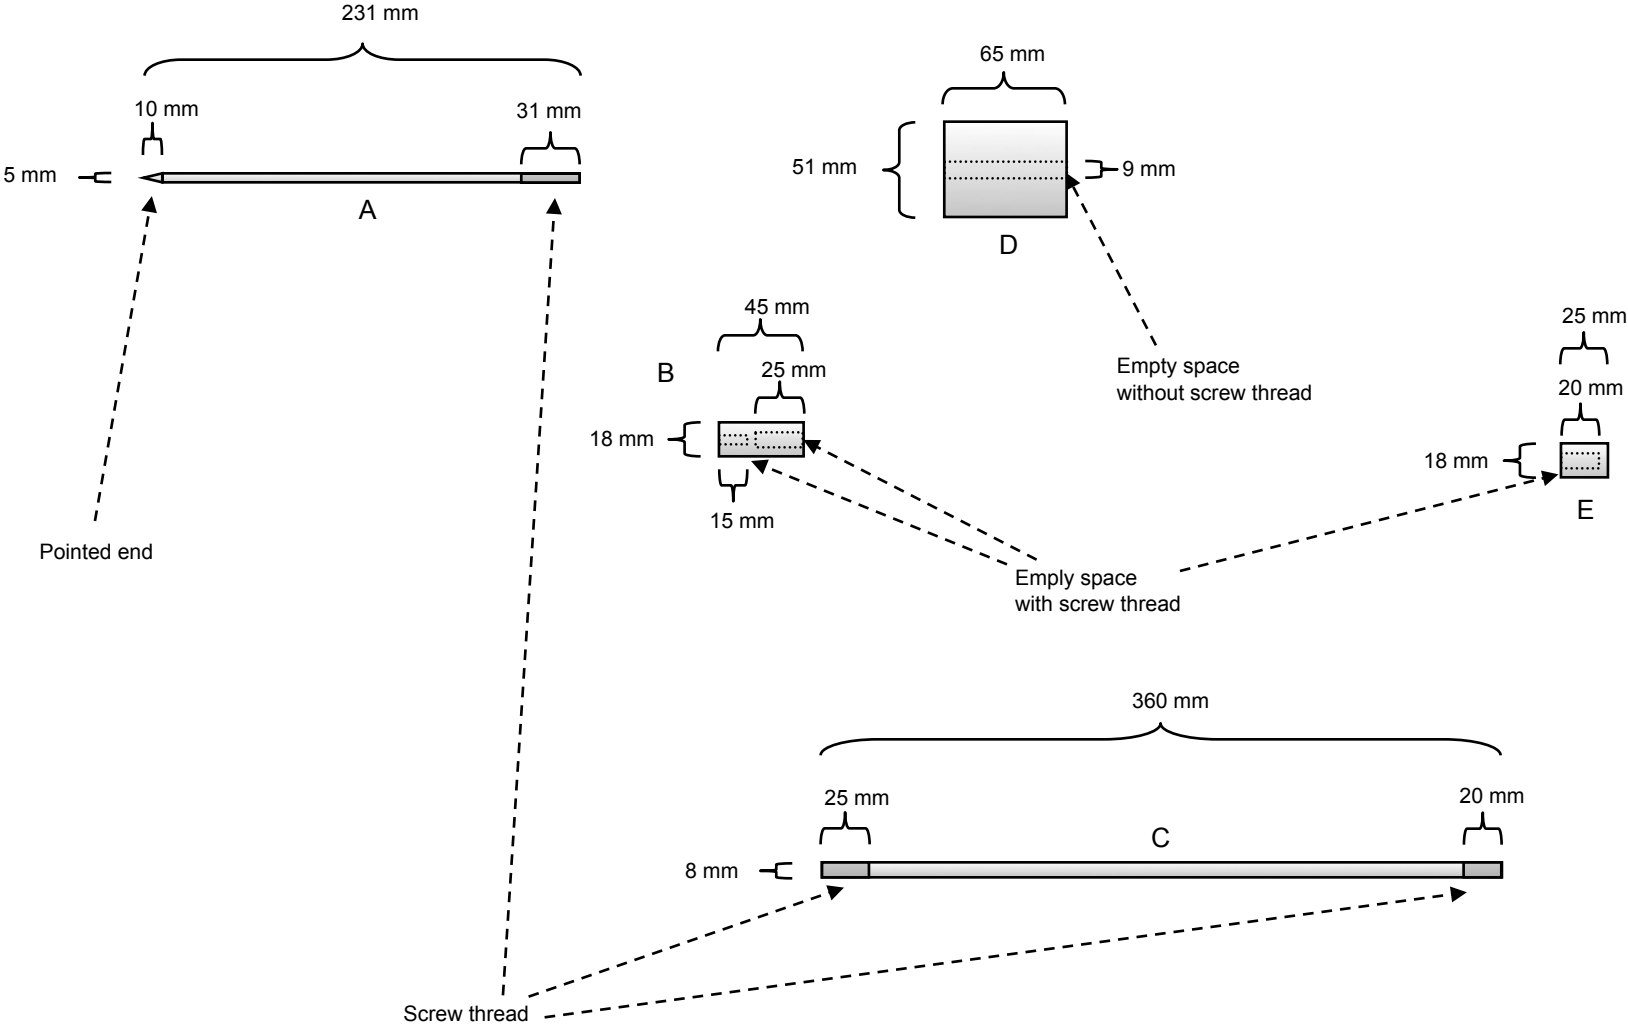 231 mm
10 mm
31 mm
5 mm
A
65 mm
51 mm
9 mm
D
45 mm
B
25 mm
18 mm
15 mm
Empty space
without screw thread
25 mm
20 mm
18 mm
E
Pointed end
Emply space
with screw thread
360 mm
25 mm
20 mm
C
8 mm
Screw thread